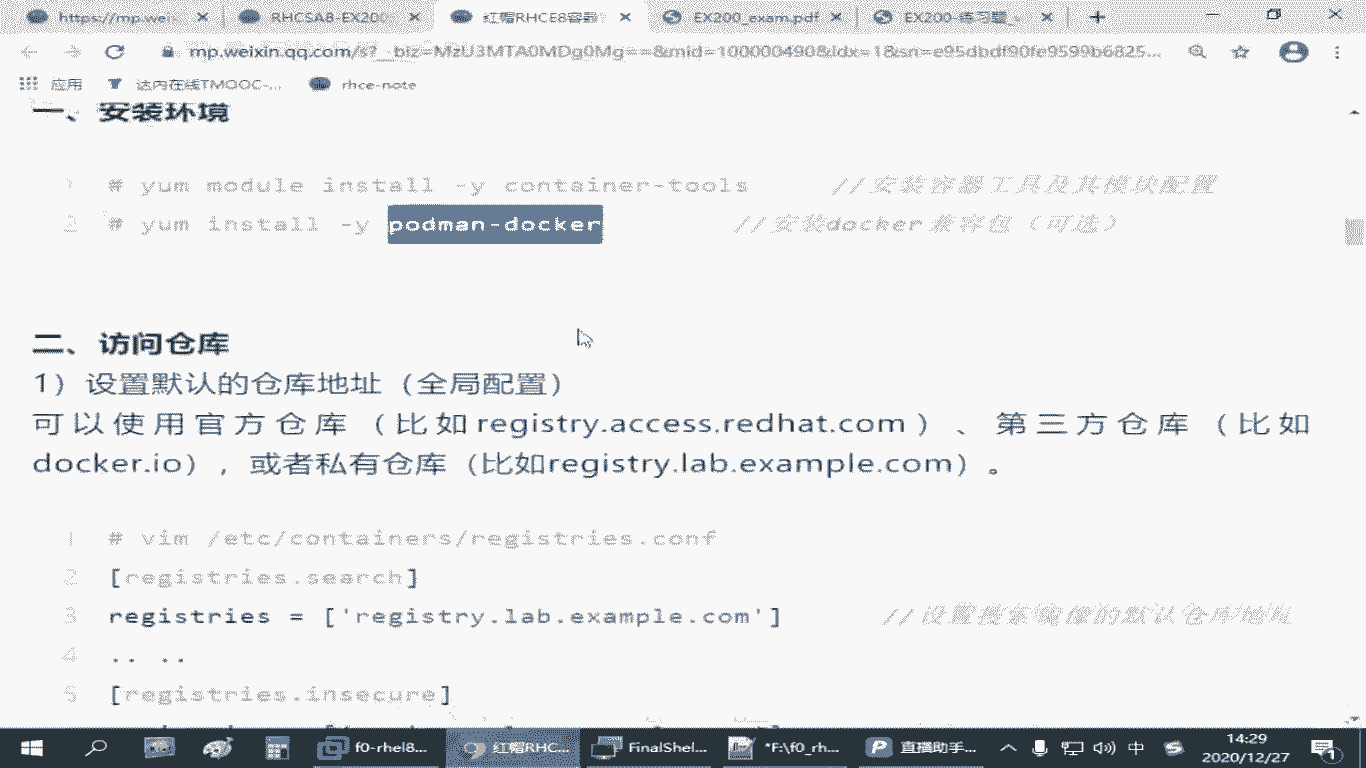 https://mp.weix
RHCSA8-EX200
红帽RHCE8容器
EX200_exam.pdf
EX200-练习题_
mp.weixin.qq.com/s?__biz=MzU3MTA0MDg0Mg==&mid=100000490&idx=1&sn=e95dbdf90fe9599b6825...
应用
达内在线TMOOC-...
rhce-note
一、安装环境
1 # yum module install -y container-tools //安装容器工具及其模块配置
2 # yum install -y podman-docker //安装docker兼容包（可选）
二、访问仓库
1）设置默认的仓库地址（全局配置）
可以使用官方仓库（比如registry.access.redhat.com）、第三方仓库（比如
docker.io），或者私有仓库（比如registry.lab.example.com）。
1 # vim /etc/containers/registries.conf
2 [registries.search]
3 registries = ['registry.lab.example.com'] //设置搜索镜像的默认仓库地址
4 .. ..
5 [registries.insecure]
f0-rhel8...
红帽RHC...
FinalShel...
*F:\f0_rh...
直播助手...
中
14:29
2020/12/27
1